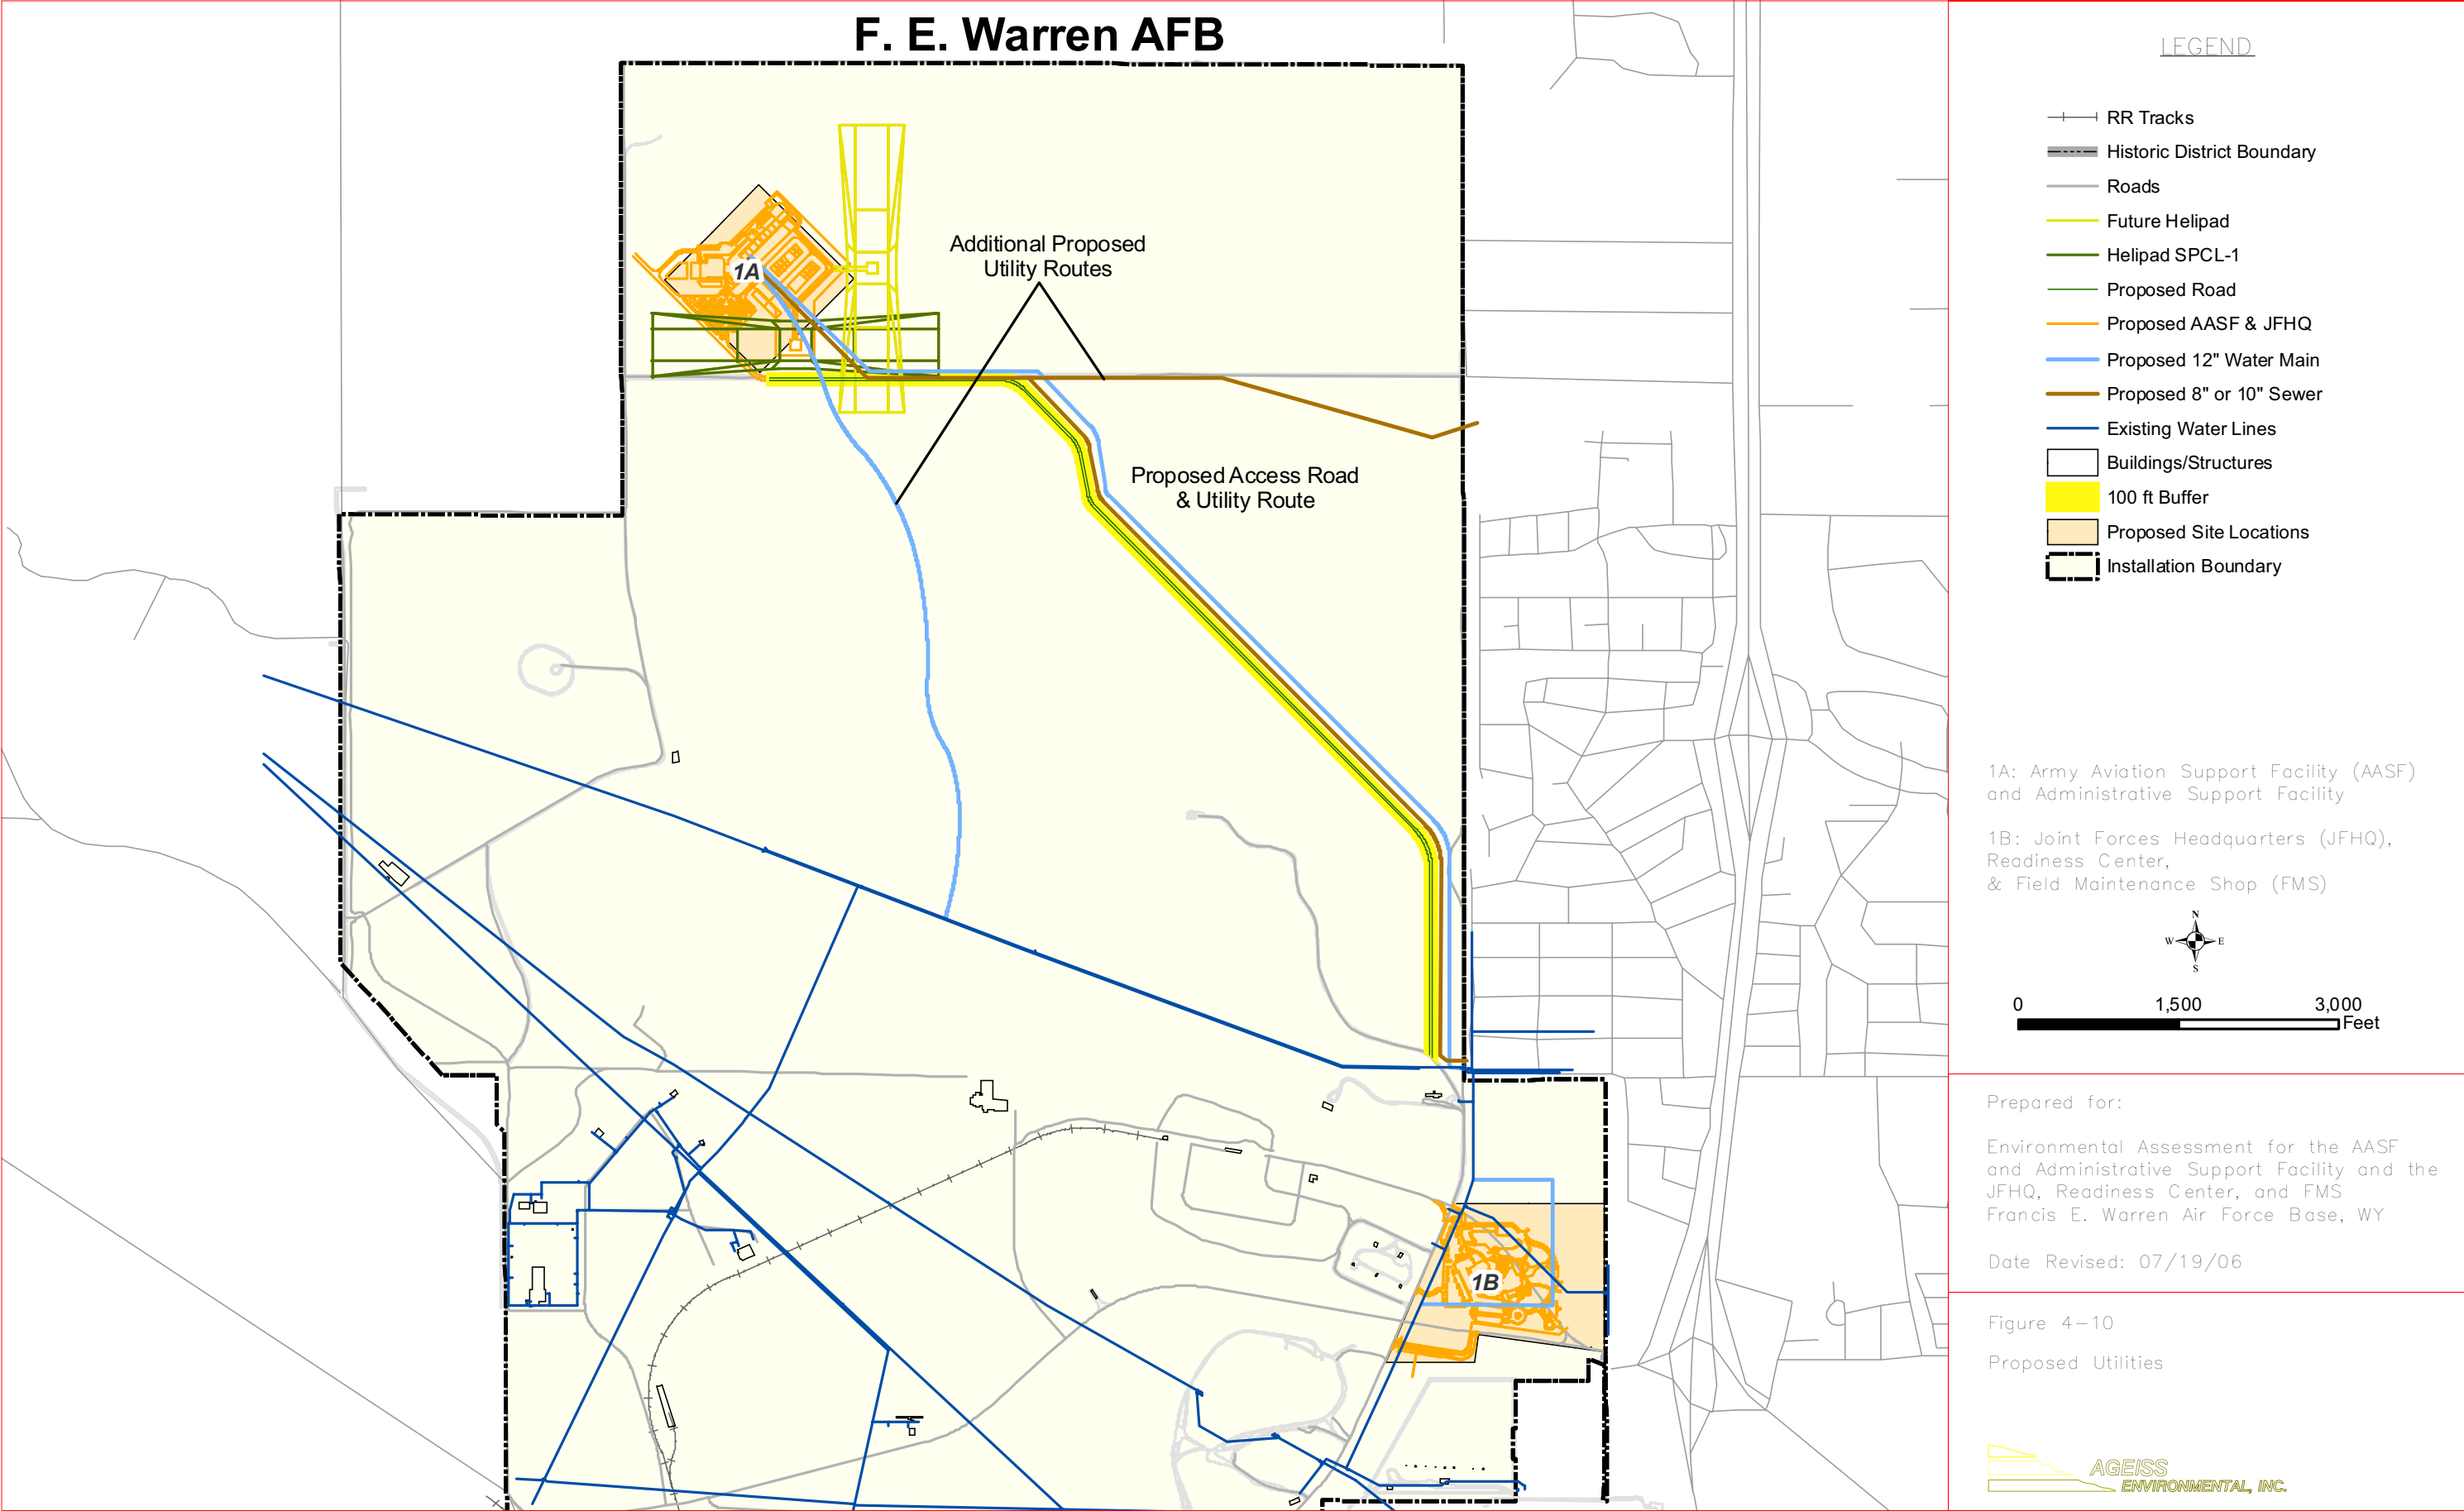 F. E. Warren AFB
Additional Proposed
Utility Routes
1A
Proposed Access Road
& Utility Route
1B
LEGEND
RR Tracks
Historic District Boundary
Roads
Future Helipad
Helipad SPCL-1
Proposed Road
Proposed AASF & JFHQ
Proposed 12" Water Main
Proposed 8" or 10" Sewer
Existing Water Lines
Buildings/Structures
100 ft Buffer
Proposed Site Locations
Installation Boundary
1A: Army Aviation Support Facility (AASF)
and Administrative Support Facility
1B: Joint Forces Headquarters (JFHQ),
Readiness Center,
& Field Maintenance Shop (FMS)
N
W E
S
0 1,500 3,000
Feet
Prepared for:
Environmental Assessment for the AASF
and Administrative Support Facility and the
JFHQ, Readiness Center, and FMS
Francis E. Warren Air Force Base, WY
Date Revised: 07/19/06
Figure 4-10
Proposed Utilities
AGEISS
ENVIRONMENTAL, INC.